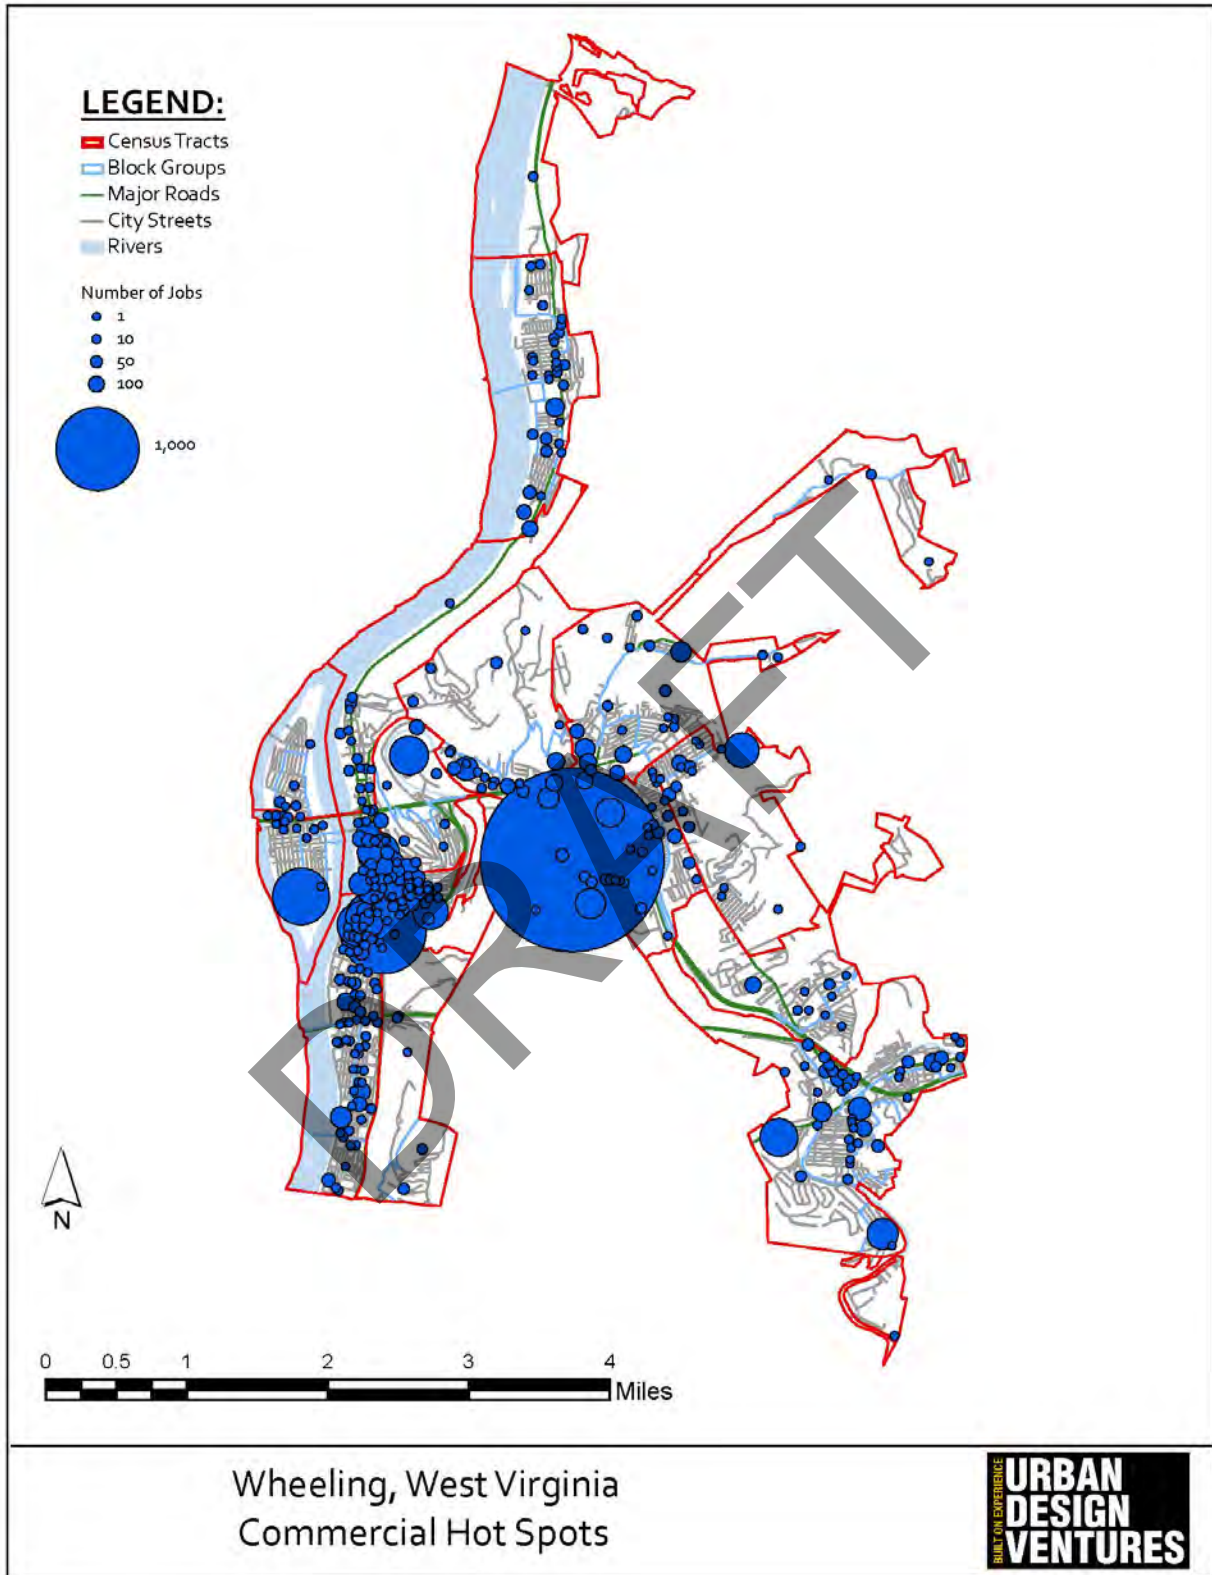 LEGEND:
Census Tracts
Block Groups
Major Roads
City Streets
Rivers
Number of Jobs
1
10
50
100
1,000
DRAFT
N
0 0.5 1 2 3 4
Miles
Wheeling, West Virginia
Commercial Hot Spots
BUILT ON EXPERIENCE
URBAN
DESIGN
VENTURES